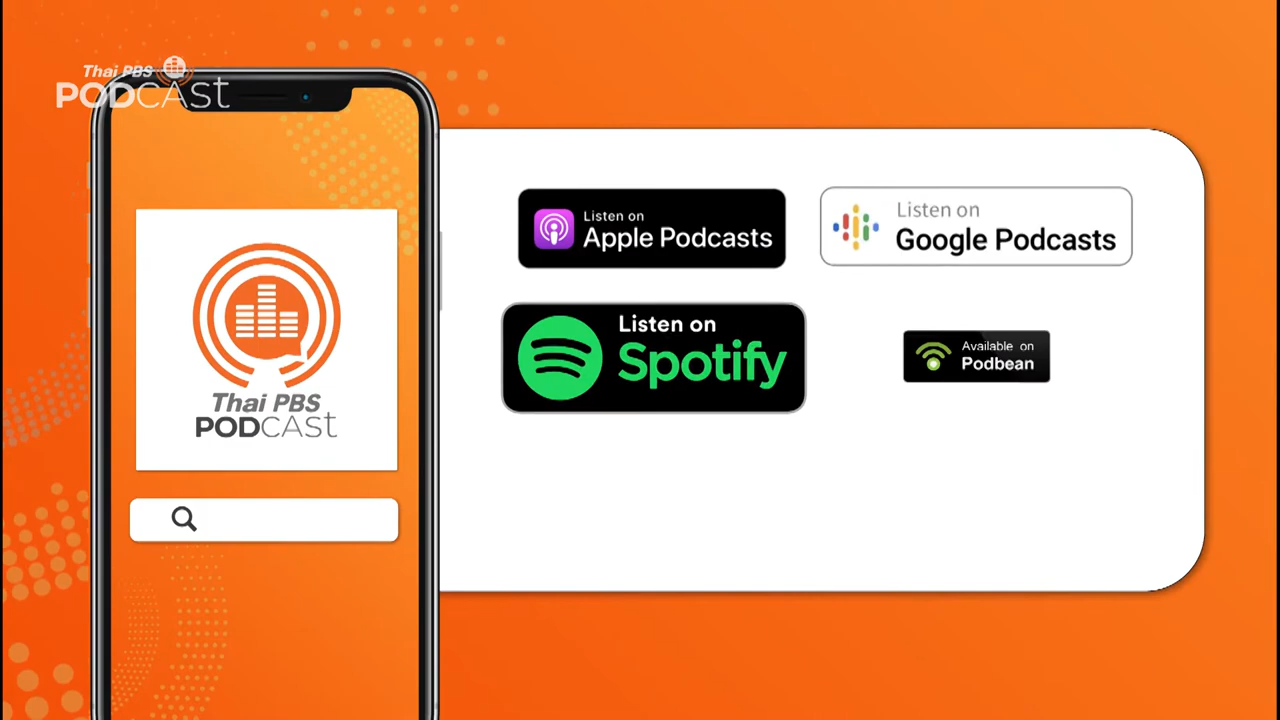 Thai PBS
PODCAST
Listen on
Apple Podcasts
Listen on
Google Podcasts
Listen on
Spotify
Available on
Podbean
Thai PBS
PODCAST